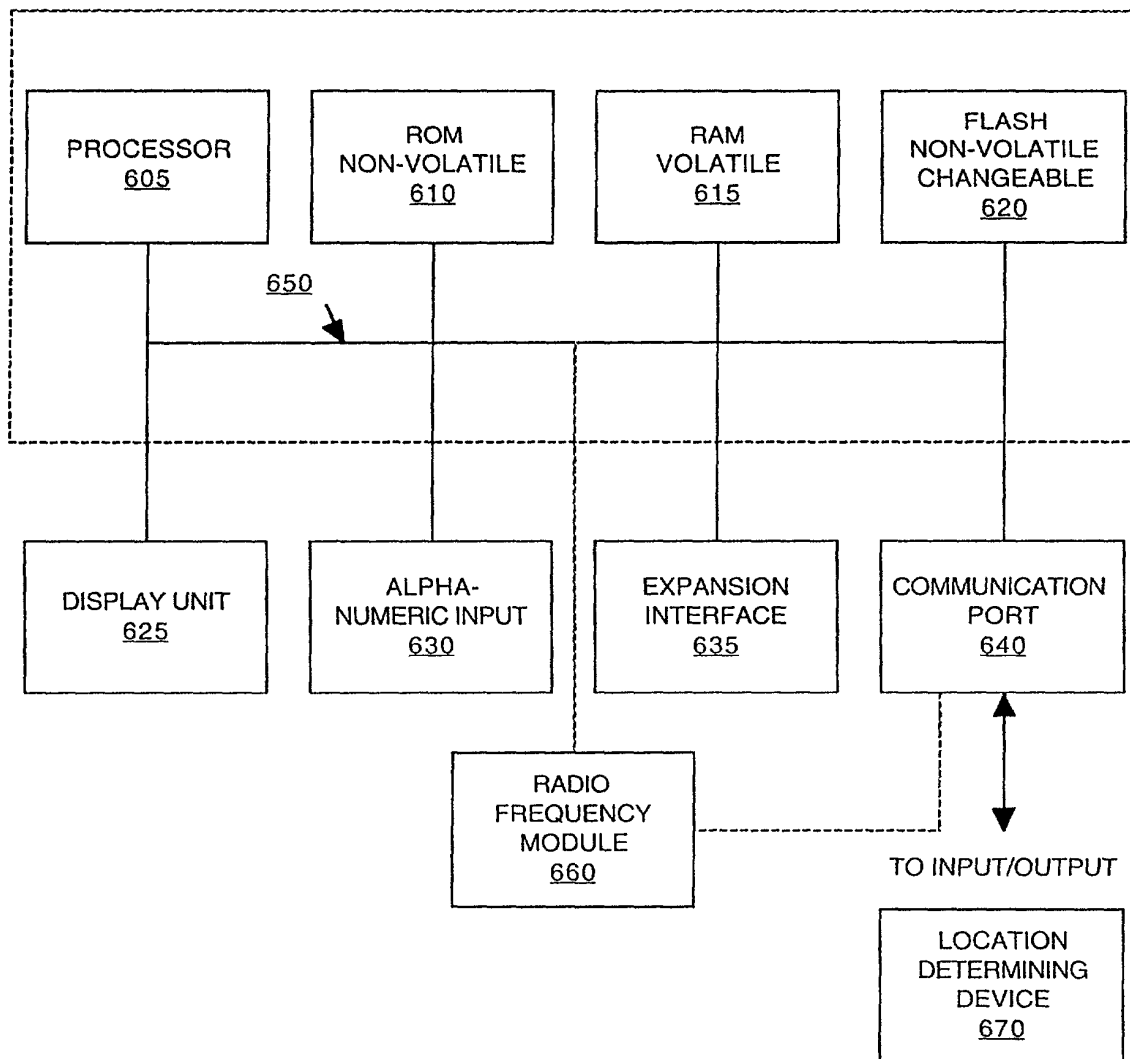 PROCESSOR
605
ROM
NON-VOLATILE
610
RAM
VOLATILE
615
FLASH
NON-VOLATILE
CHANGEABLE
620
650
DISPLAY UNIT
625
ALPHA-
NUMERIC INPUT
630
EXPANSION
INTERFACE
635
COMMUNICATION
PORT
640
RADIO
FREQUENCY
MODULE
660
TO INPUT/OUTPUT
LOCATION
DETERMINING
DEVICE
670